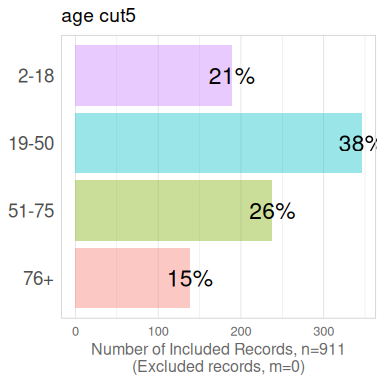 age cut5
2-18
21%
19-50
38%
51-75
26%
76+
15%
0 100 200 300
Number of Included Records, n=911
(Excluded records, m=0)